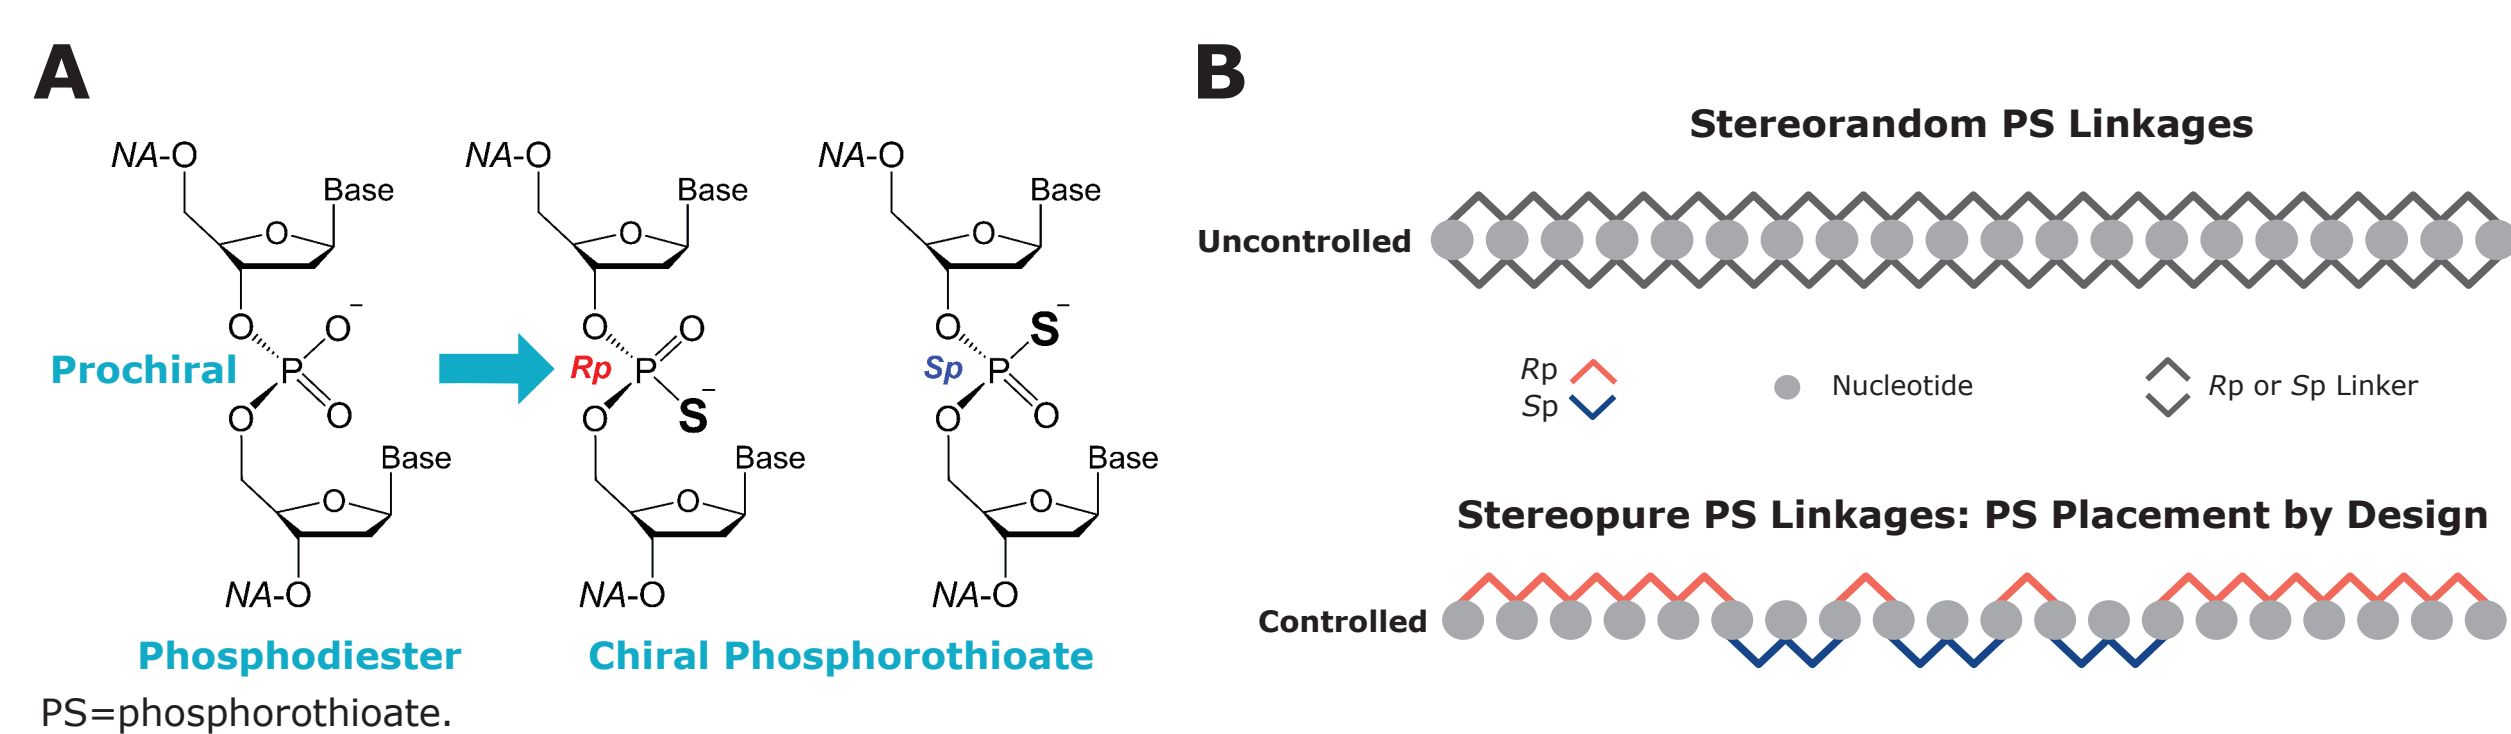 A
NA-O
Base
O
O
O−
Prochiral
P
O
O
Base
O
NA-O
Phosphodiester
NA-O
Base
O
O
O
Rp
P
O
S−
Base
O
NA-O
NA-O
Base
O
O
S−
Sp
P
O
O
Base
O
NA-O
Chiral Phosphorothioate
PS=phosphorothioate.
B
Stereorandom PS Linkages
Uncontrolled
Rp
Sp
Nucleotide
Rp or Sp Linker
Stereopure PS Linkages: PS Placement by Design
Controlled